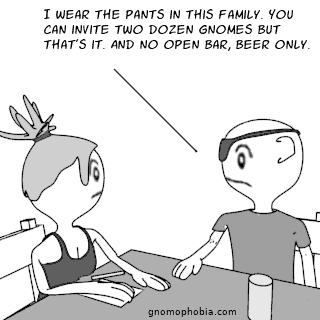 I WEAR THE PANTS IN THIS FAMILY. YOU
CAN INVITE TWO DOZEN GNOMES BUT
THAT'S IT. AND NO OPEN BAR, BEER ONLY.
gnomophobia.com